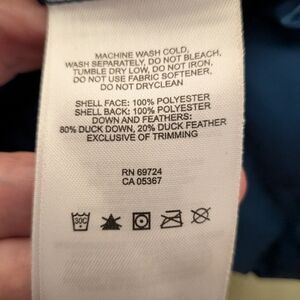 MACHINE WASH COLD,
WASH SEPARATELY, DO NOT BLEACH,
TUMBLE DRY LOW, DO NOT IRON,
DO NOT USE FABRIC SOFTENER,
DO NOT DRYCLEAN
SHELL FACE: 100% POLYESTER
SHELL BACK: 100% POLYESTER
DOWN AND FEATHERS:
80% DUCK DOWN, 20% DUCK FEATHER
EXCLUSIVE OF TRIMMING
RN 69724
CA 05367
30C